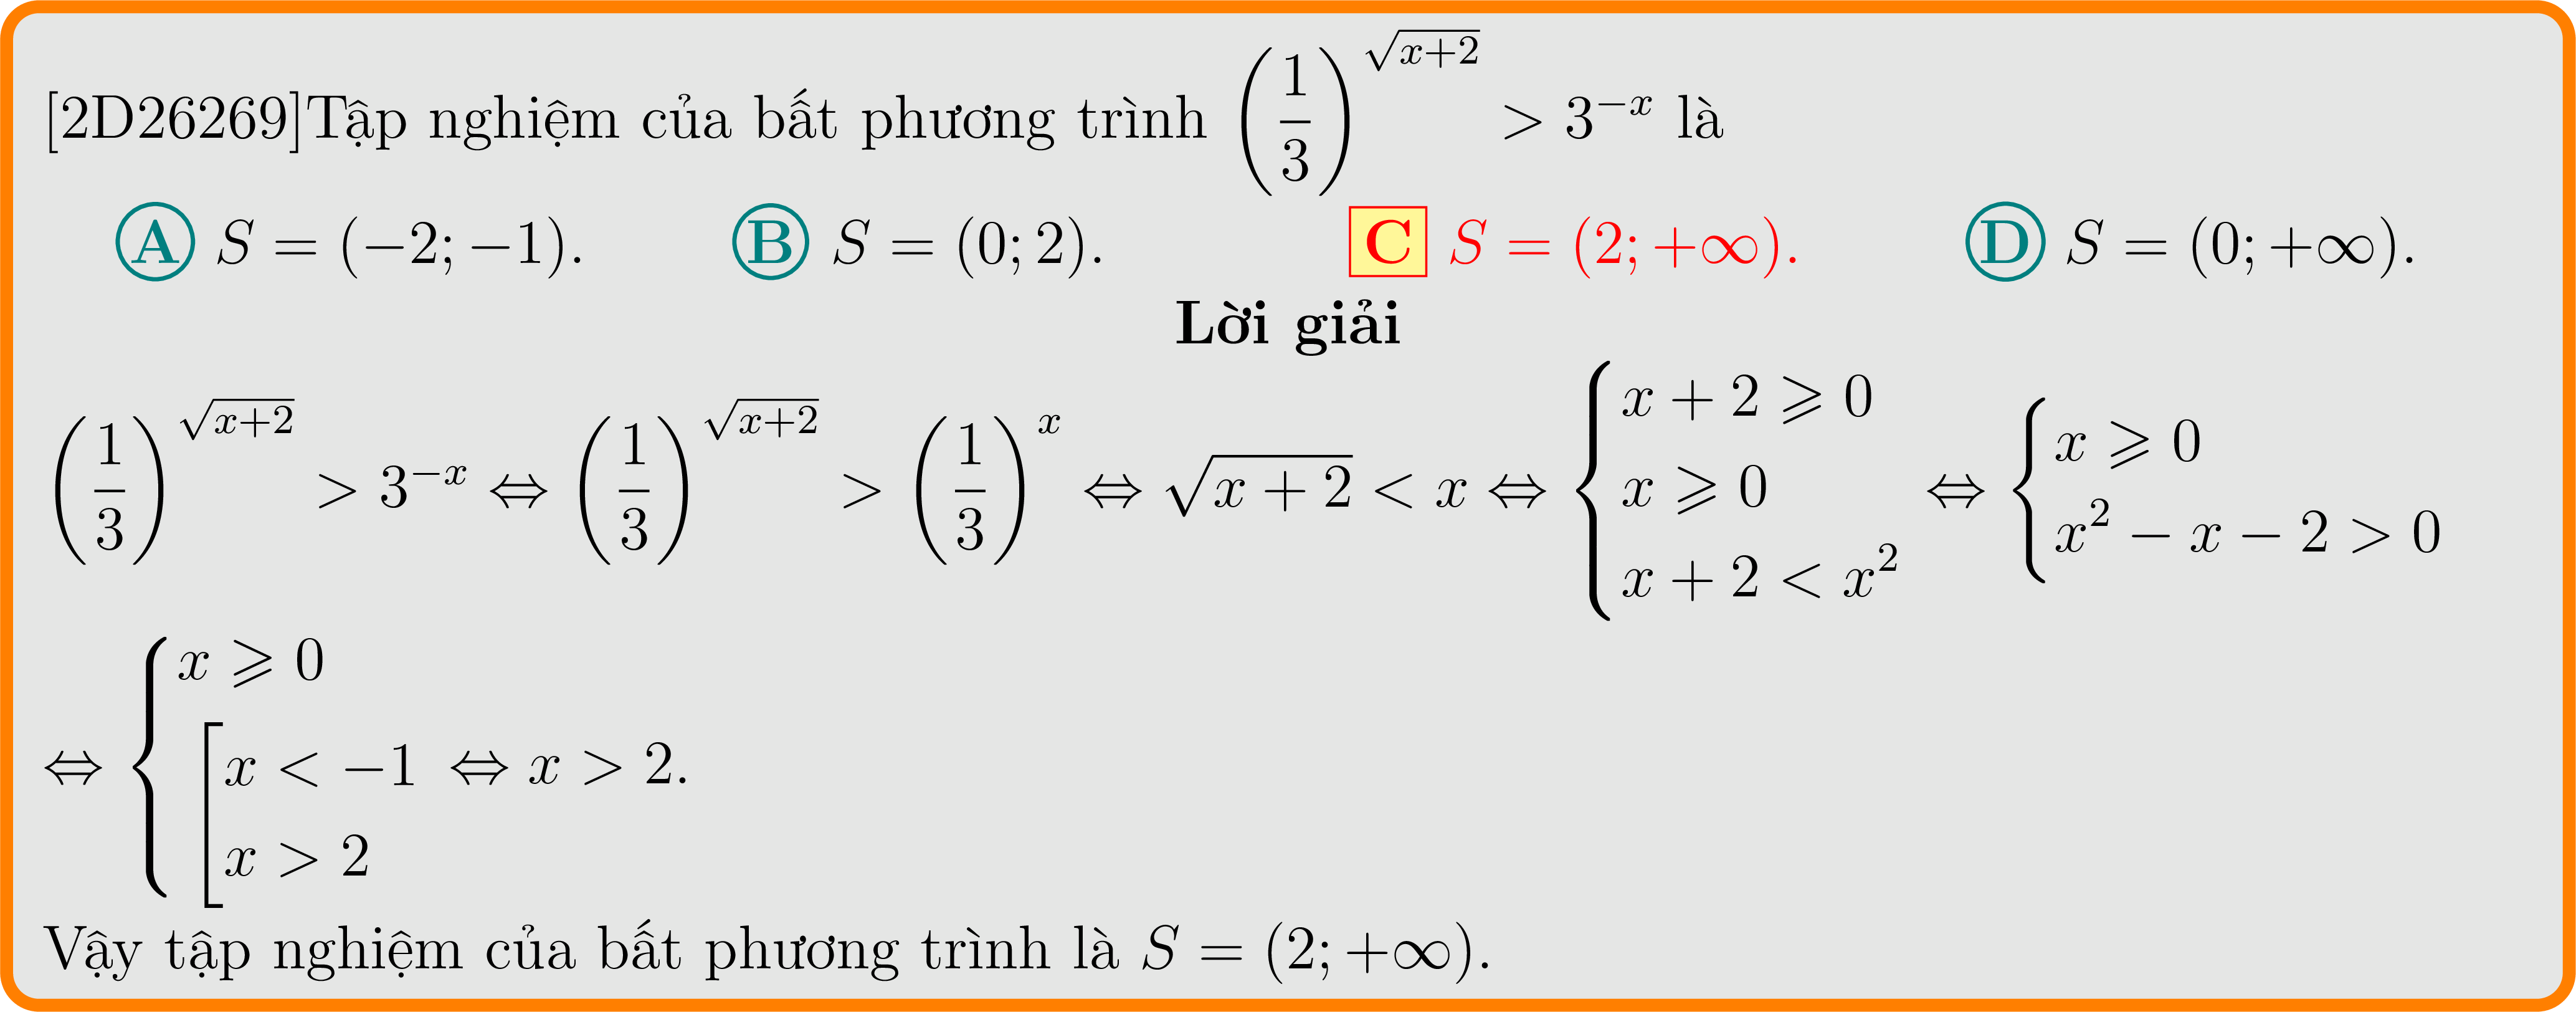 [2D26269]Tập nghiệm của bất phương trình $\left(\dfrac{1}{3}\right)^{\sqrt{x+2}} > 3^{-x}$ là
A $S = (-2; -1)$. B $S = (0; 2)$. C $S = (2; +\infty)$. D $S = (0; +\infty)$.
Lời giải
$\left(\dfrac{1}{3}\right)^{\sqrt{x+2}} > 3^{-x} \Leftrightarrow \left(\dfrac{1}{3}\right)^{\sqrt{x+2}} > \left(\dfrac{1}{3}\right)^{x} \Leftrightarrow \sqrt{x+2} < x \Leftrightarrow \begin{cases} x + 2 \geqslant 0 \\ x \geqslant 0 \\ x + 2 < x^2 \end{cases} \Leftrightarrow \begin{cases} x \geqslant 0 \\ x^2 - x - 2 > 0 \end{cases}$
$\Leftrightarrow \begin{cases} x \geqslant 0 \\ \left[\begin{array}{l} x < -1 \\ x > 2 \end{array}\right. \end{cases} \Leftrightarrow x > 2.$
Vậy tập nghiệm của bất phương trình là $S = (2; +\infty)$.